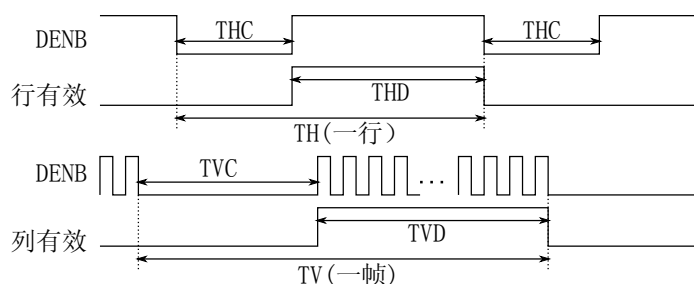 THC THC
DENB
THD
行有效
TH(一行）
TVC
DENB
...
TVD
列有效
TV(一帧)